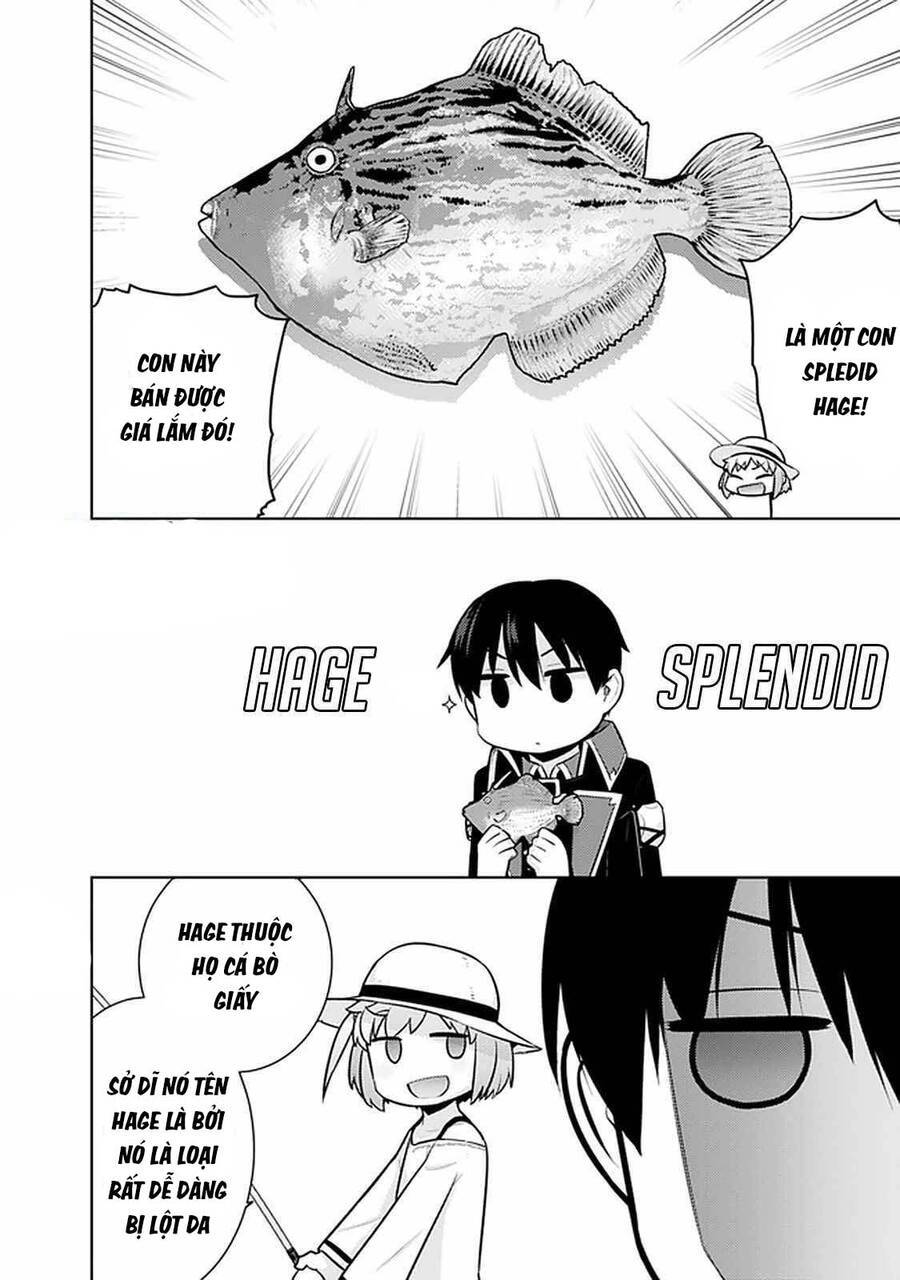 LÀ MỘT CON
SPLEDID
HAGE!
CON NÀY
BÁN ĐƯỢC
GIÁ LẮM ĐÓ!
SPLENDID
HAGE
HAGE THUỘC
HỌ CÁ BÒ
GIẤY
SỞ DĨ NÓ TÊN
HAGE LÀ BỞI
NÓ LÀ LOẠI
RẤT DỄ DÀNG
BỊ LỘT DA